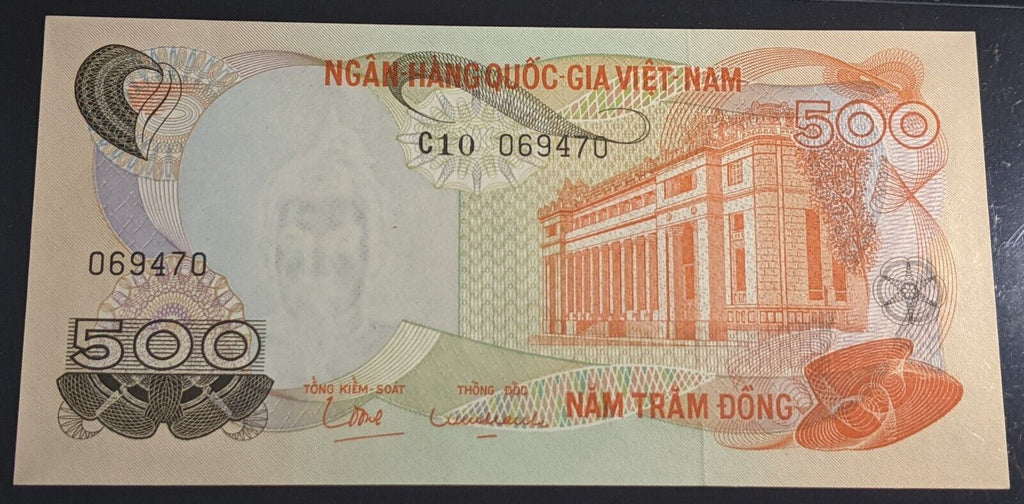 NGÂN-HÀNG QUỐC-GIA VIỆT-NAM
500
C10 069470
069470
500
TỔNG KIỂM-SOÁT
THỐNG ĐỐC
NĂM TRĂM ĐỒNG